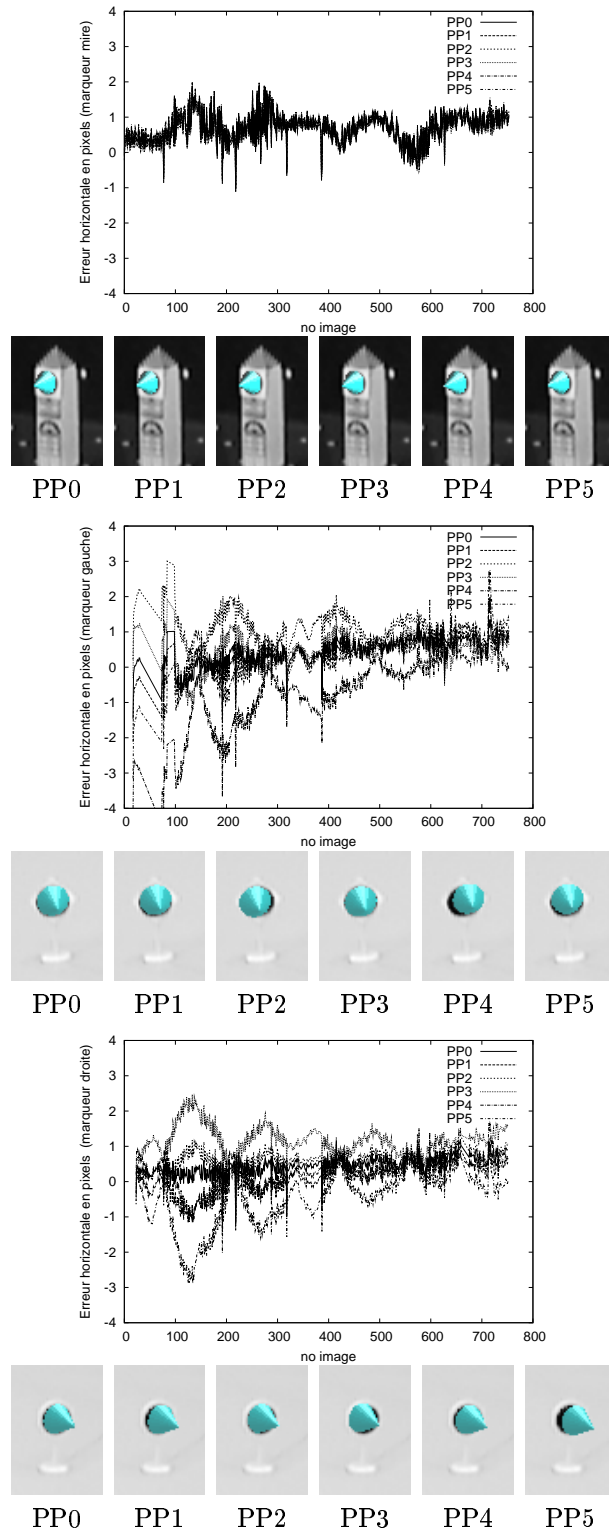 4
3
2
1
0
-1
-2
-3
-4
0 100 200 300 400 500 600 700 800
Erreur horizontale en pixels (marqueur mire)
no image
PP0
PP1
PP2
PP3
PP4
PP5
PP0 PP1 PP2 PP3 PP4 PP5
4
3
2
1
0
-1
-2
-3
-4
0 100 200 300 400 500 600 700 800
Erreur horizontale en pixels (marqueur gauche)
no image
PP0
PP1
PP2
PP3
PP4
PP5
PP0 PP1 PP2 PP3 PP4 PP5
4
3
2
1
0
-1
-2
-3
-4
0 100 200 300 400 500 600 700 800
Erreur horizontale en pixels (marqueur droite)
no image
PP0
PP1
PP2
PP3
PP4
PP5
PP0 PP1 PP2 PP3 PP4 PP5